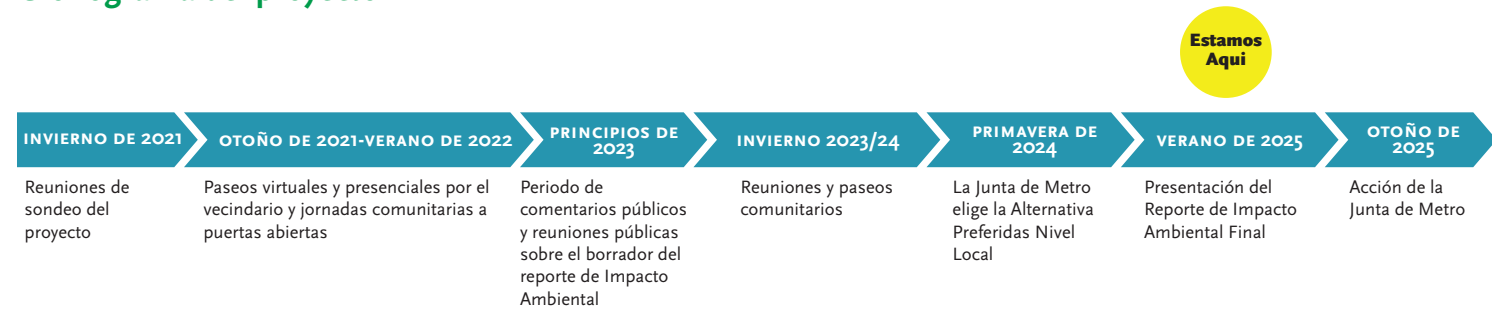 Estamos
Aqui
INVIERNO DE 2021
OTOÑO DE 2021-VERANO DE 2022
PRINCIPIOS DE
2023
INVIERNO 2023/24
PRIMAVERA DE
2024
VERANO DE 2025
OTOÑO DE
2025
Reuniones de
sondeo del
proyecto
Paseos virtuales y presenciales por el
vecindario y jornadas comunitarias a
puertas abiertas
Periodo de
comentarios públicos
y reuniones públicas
sobre el borrador del
reporte de Impacto
Ambiental
Reuniones y paseos
comunitarios
La Junta de Metro
elige la Alternativa
Preferidas Nivel
Local
Presentación del
Reporte de Impacto
Ambiental Final
Acción de la
Junta de Metro